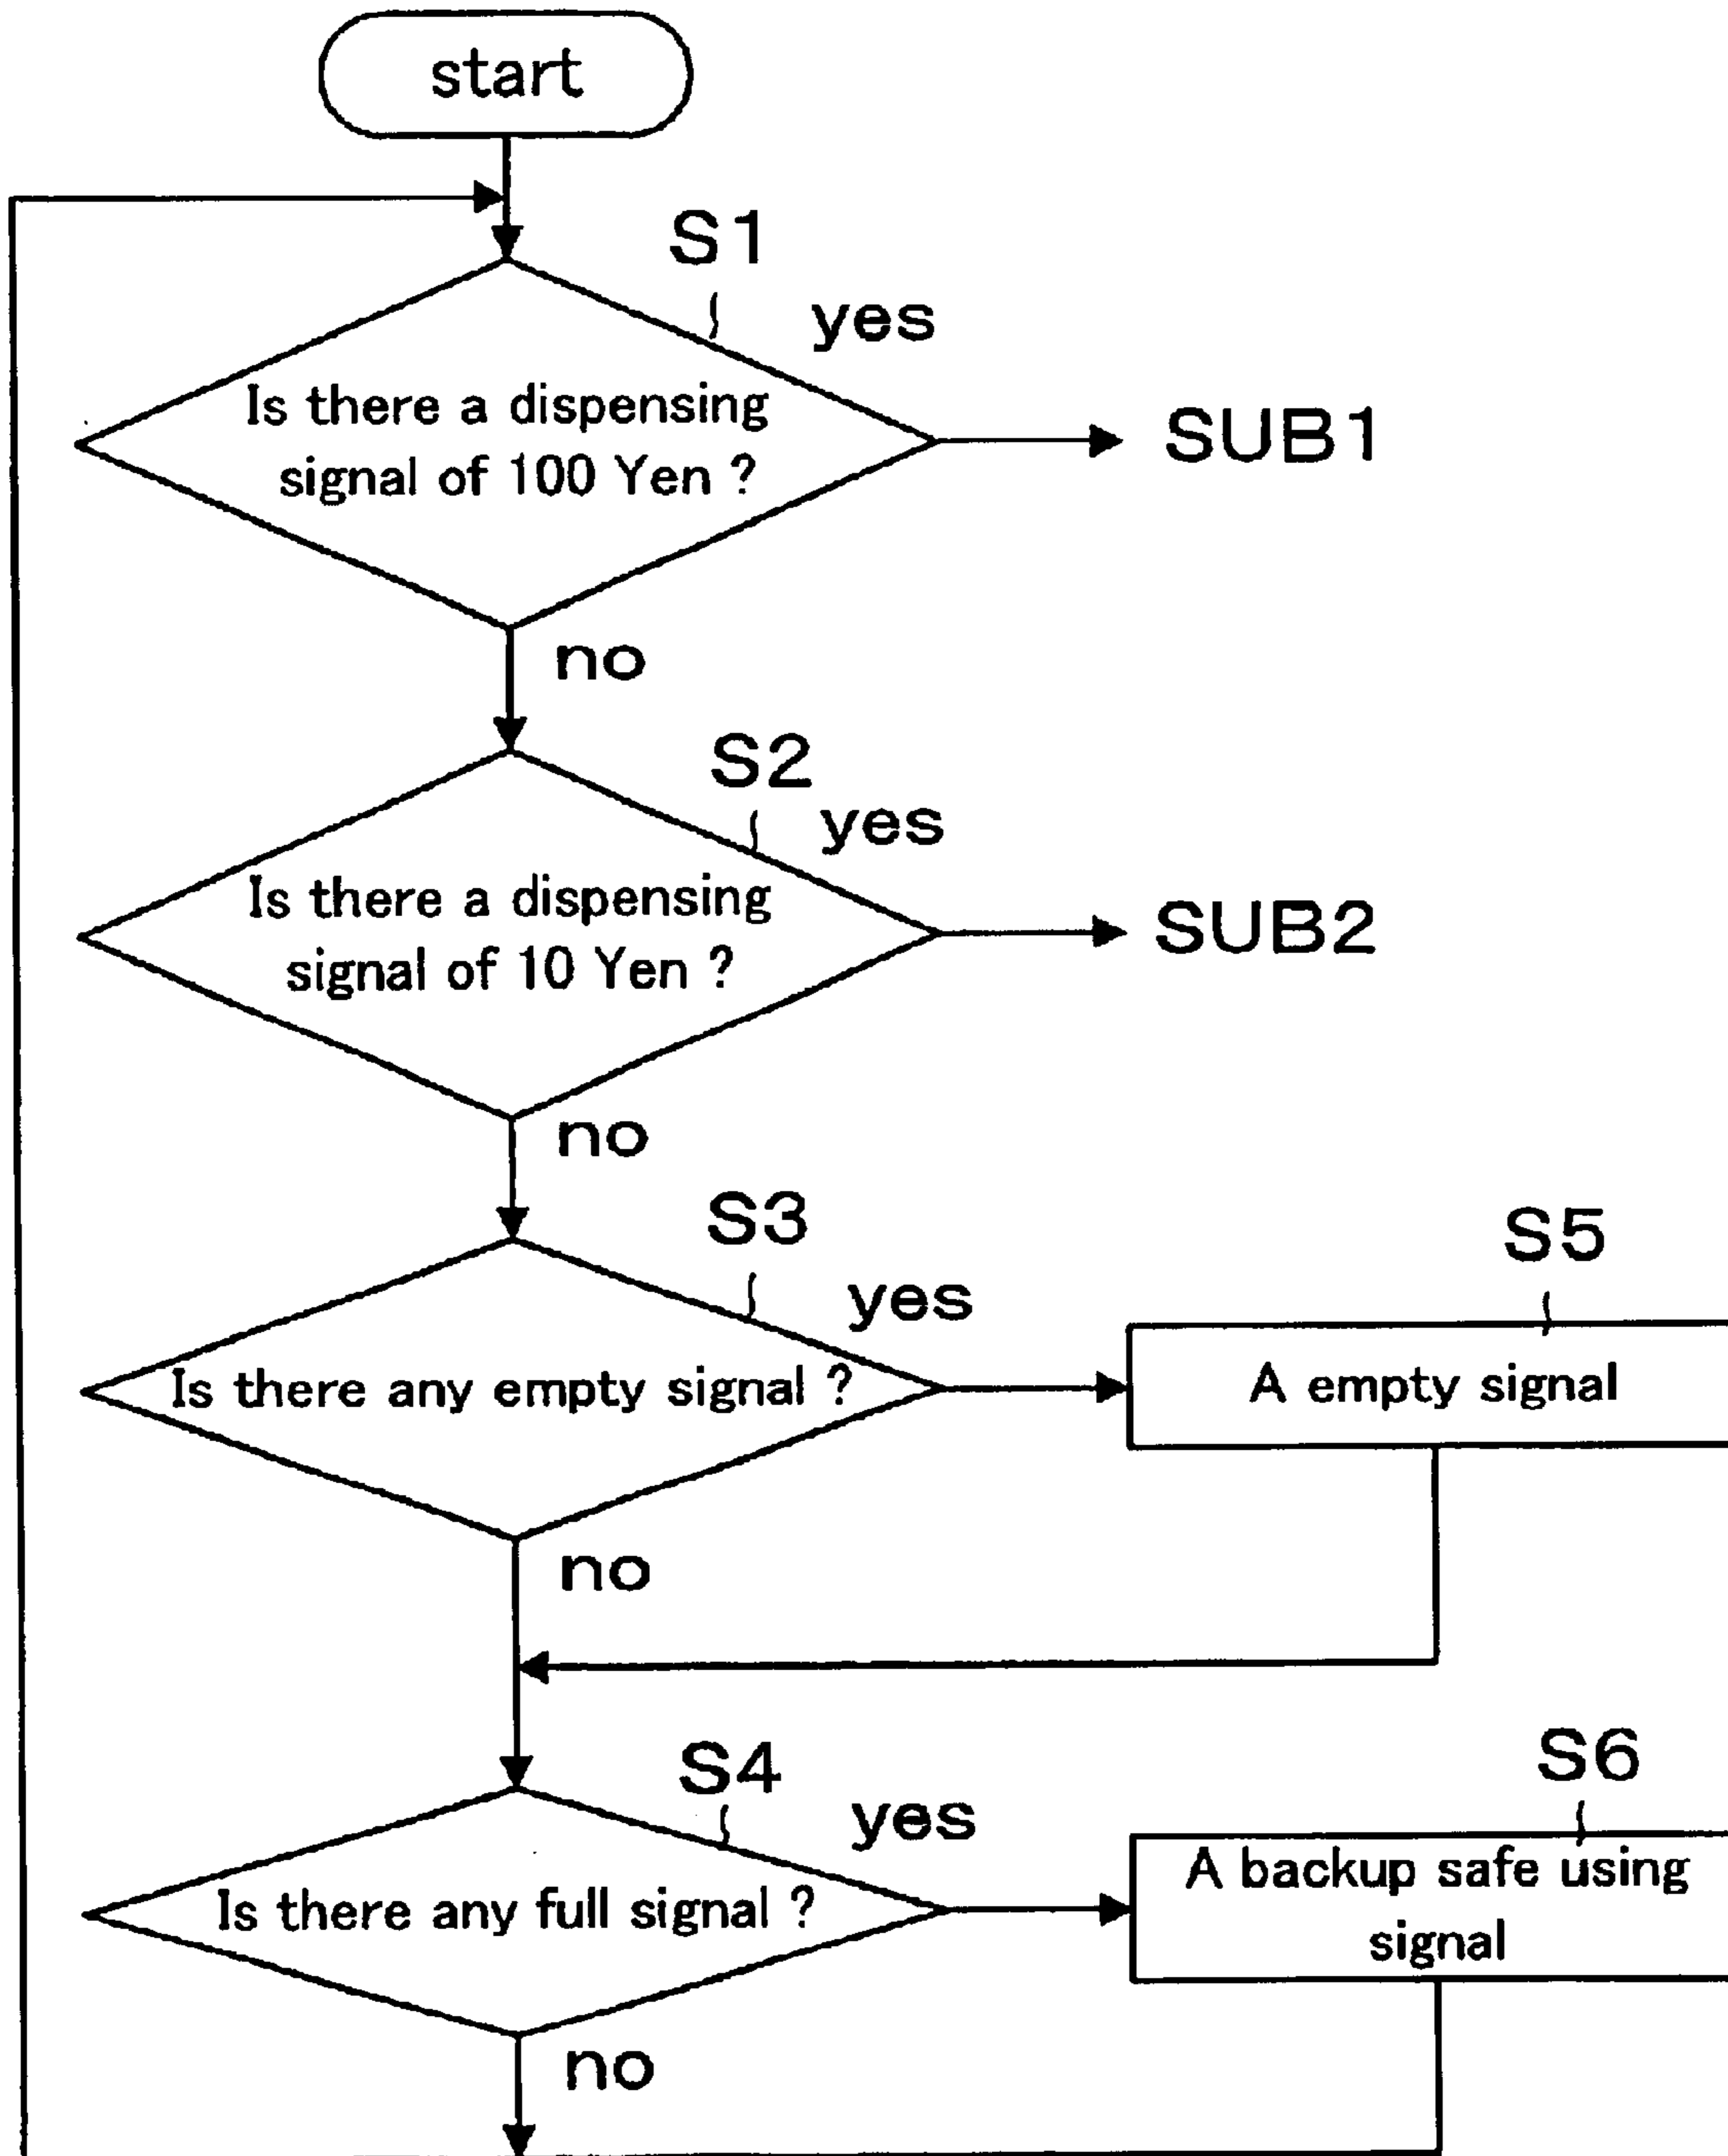 start
S1
yes
Is there a dispensing
signal of 100 Yen ?
SUB1
no
S2
yes
Is there a dispensing
signal of 10 Yen ?
SUB2
no
S3
yes
Is there any empty signal ?
S5
A empty signal
no
S4
yes
Is there any full signal ?
S6
A backup safe using
signal
no